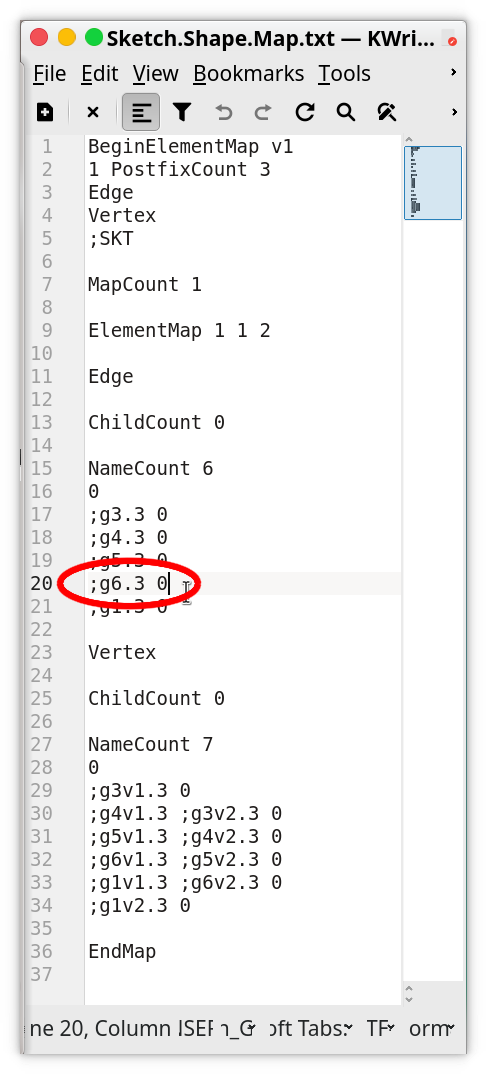 Sketch.Shape.Map.txt — KWri...
File Edit View Bookmarks Tools
1 BeginElementMap v1
2 1 PostfixCount 3
3 Edge
4 Vertex
5 ;SKT
6
7 MapCount 1
8
9 ElementMap 1 1 2
10
11 Edge
12
13 ChildCount 0
14
15 NameCount 6
16 0
17 ;g3.3 0
18 ;g4.3 0
19 ;g5.3 0
20 ;g6.3 0
21 ;g1.3 0
22
23 Vertex
24
25 ChildCount 0
26
27 NameCount 7
28 0
29 ;g3v1.3 0
30 ;g4v1.3 ;g3v2.3 0
31 ;g5v1.3 ;g4v2.3 0
32 ;g6v1.3 ;g5v2.3 0
33 ;g1v1.3 ;g6v2.3 0
34 ;g1v2.3 0
35
36 EndMap
37
ne 20, Column Tabs: TF orm